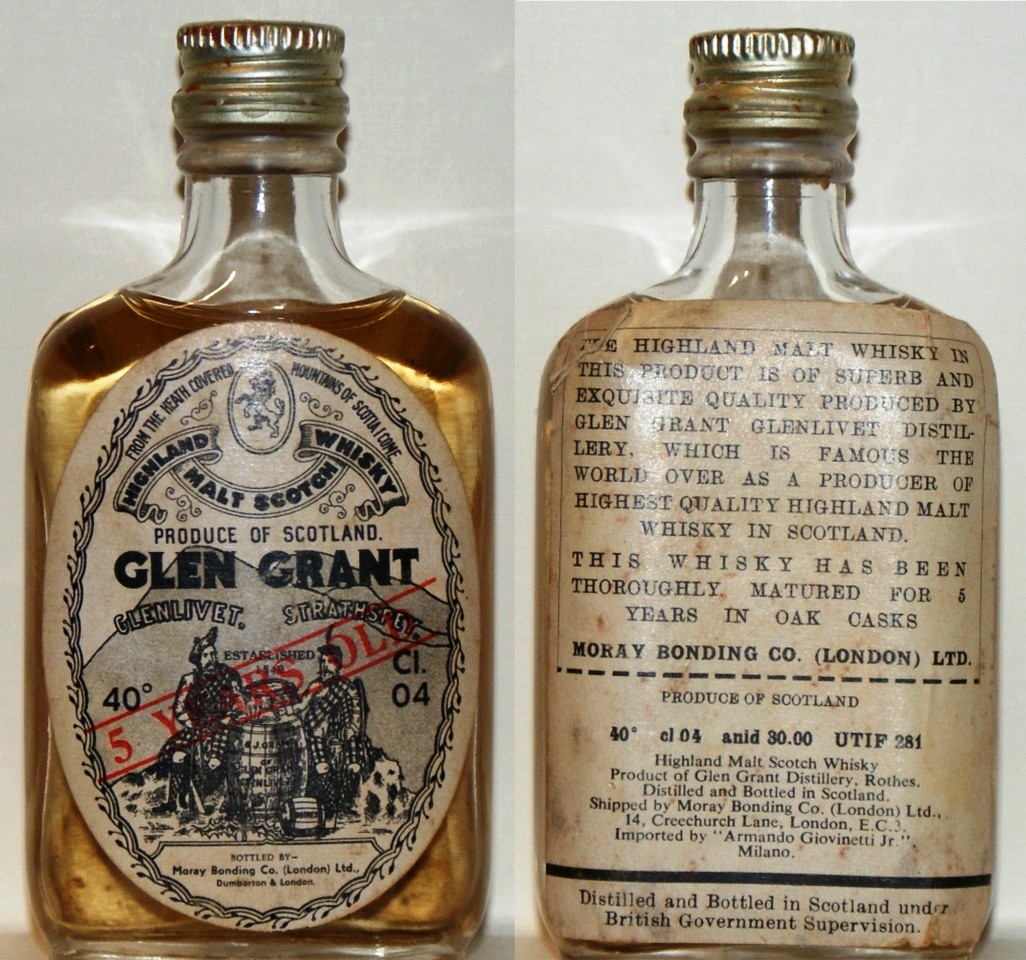 FROM THE HEATH COVERED MOUNTAINS OF SCOTIA I COME
HIGHLAND
MALT SCOTCH
WHISKY
PRODUCE OF SCOTLAND.
GLEN GRANT
GLENLIVET. STRATHSPEY.
ESTABLISHED
5 YEARS OLD
40°
Cl.
04
BOTTLED BY—
Moray Bonding Co. (London) Ltd.,
Dumbarton & London.
THE HIGHLAND MALT WHISKY IN
THIS PRODUCT IS OF SUPERB AND
EXQUISITE QUALITY PRODUCED BY
GLEN GRANT GLENLIVET DISTIL-
LERY, WHICH IS FAMOUS THE
WORLD OVER AS A PRODUCER OF
HIGHEST QUALITY HIGHLAND MALT
WHISKY IN SCOTLAND.
THIS WHISKY HAS BEEN
THOROUGHLY MATURED FOR 5
YEARS IN OAK CASKS
MORAY BONDING CO. (LONDON) LTD.
PRODUCE OF SCOTLAND
40° cl 04 anid 30.00 UTIF 281
Highland Malt Scotch Whisky
Product of Glen Grant Distillery, Rothes.
Distilled and Bottled in Scotland.
Shipped by Moray Bonding Co. (London) Ltd.,
14, Creechurch Lane, London, E.C.3.
Imported by "Armando Giovinetti Jr.",
Milano.
Distilled and Bottled in Scotland under
British Government Supervision.